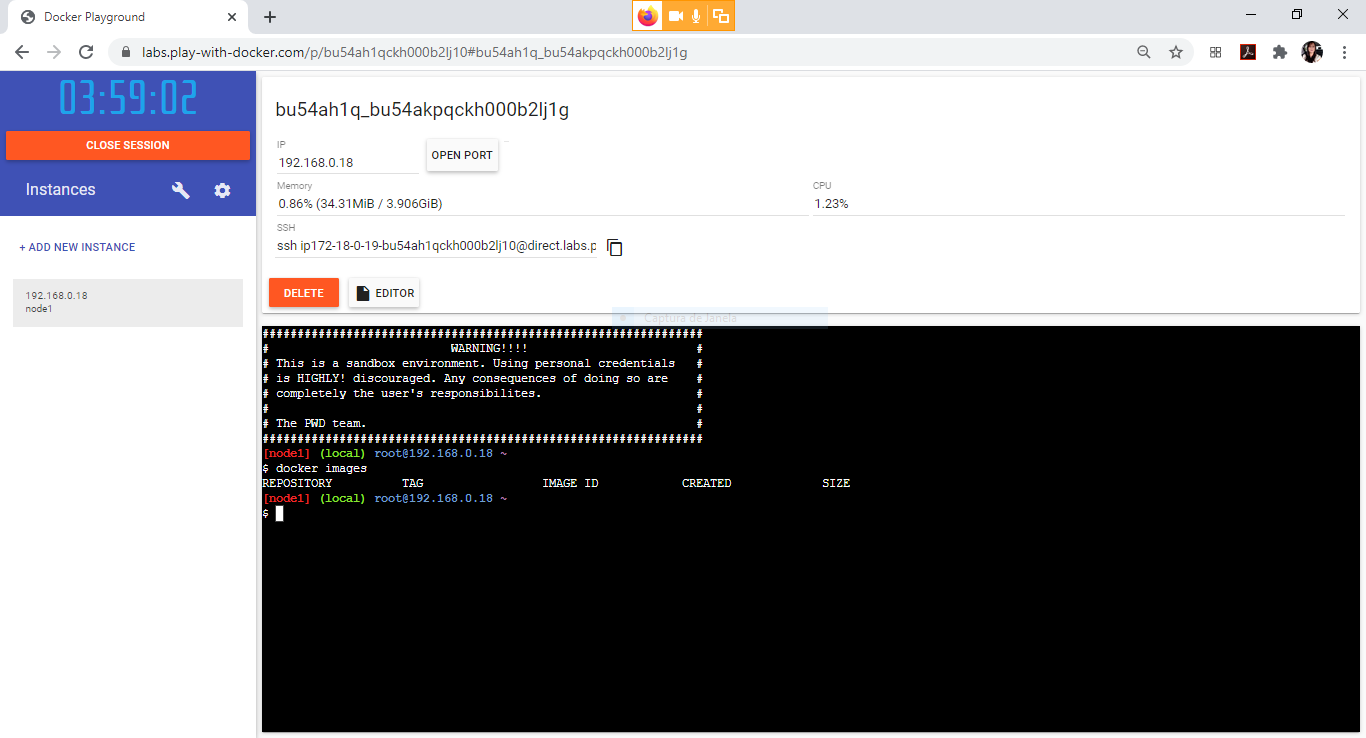 Docker Playground
labs.play-with-docker.com/p/bu54ah1qckh000b2lj10#bu54ah1q_bu54akpqckh000b2lj1g
03:59:02
CLOSE SESSION
Instances
+ ADD NEW INSTANCE
192.168.0.18
node1
bu54ah1q_bu54akpqckh000b2lj1g
IP
192.168.0.18
OPEN PORT
Memory
0.86% (34.31MiB / 3.906GiB)
CPU
1.23%
SSH
ssh ip172-18-0-19-bu54ah1qckh000b2lj10@direct.labs.p
DELETE
EDITOR
Captura de Janela
###############################################################
# WARNING!!!! #
# This is a sandbox environment. Using personal credentials #
# is HIGHLY! discouraged. Any consequences of doing so are #
# completely the user's responsibilites. #
# #
# The PWD team. #
###############################################################
[node1] (local) root@192.168.0.18 ~
$ docker images
REPOSITORY TAG IMAGE ID CREATED SIZE
[node1] (local) root@192.168.0.18 ~
$